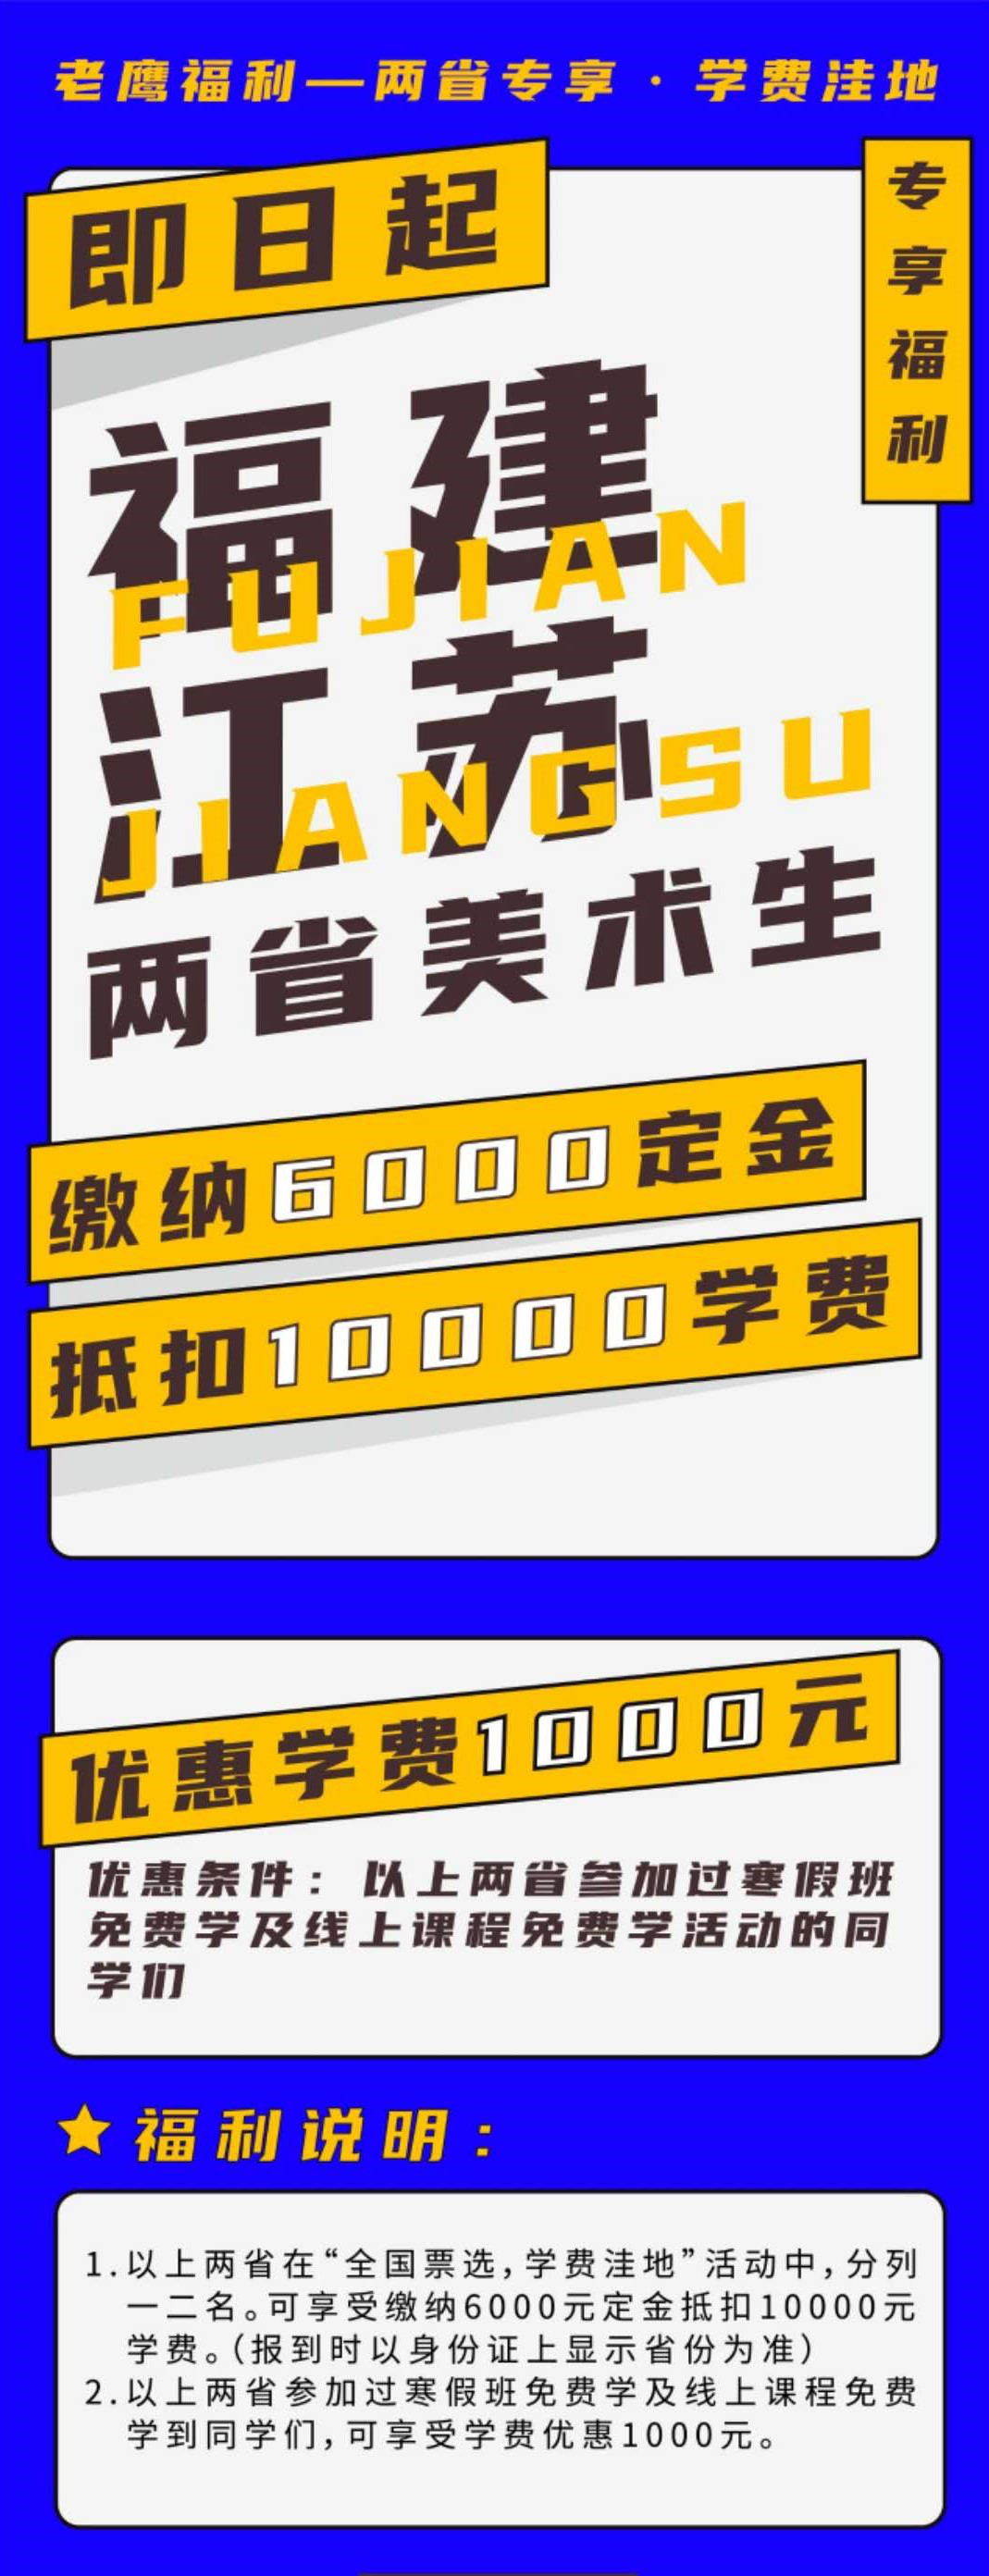 老鹰福利—两省专享·学费洼地
即日起
专享福利
福建
FUJIAN
江苏
JIANGSU
两省美术生
缴纳6000定金
抵扣10000学费
优惠学费1000元
优惠条件：以上两省参加过寒假班
免费学及线上课程免费学活动的同
学们
福利说明：
1.以上两省在“全国票选，学费洼地”活动中，分列
一二名。可享受缴纳6000元定金抵扣10000元
学费。（报到时以身份证上显示省份为准）
2.以上两省参加过寒假班免费学及线上课程免费
学到同学们，可享受学费优惠1000元。